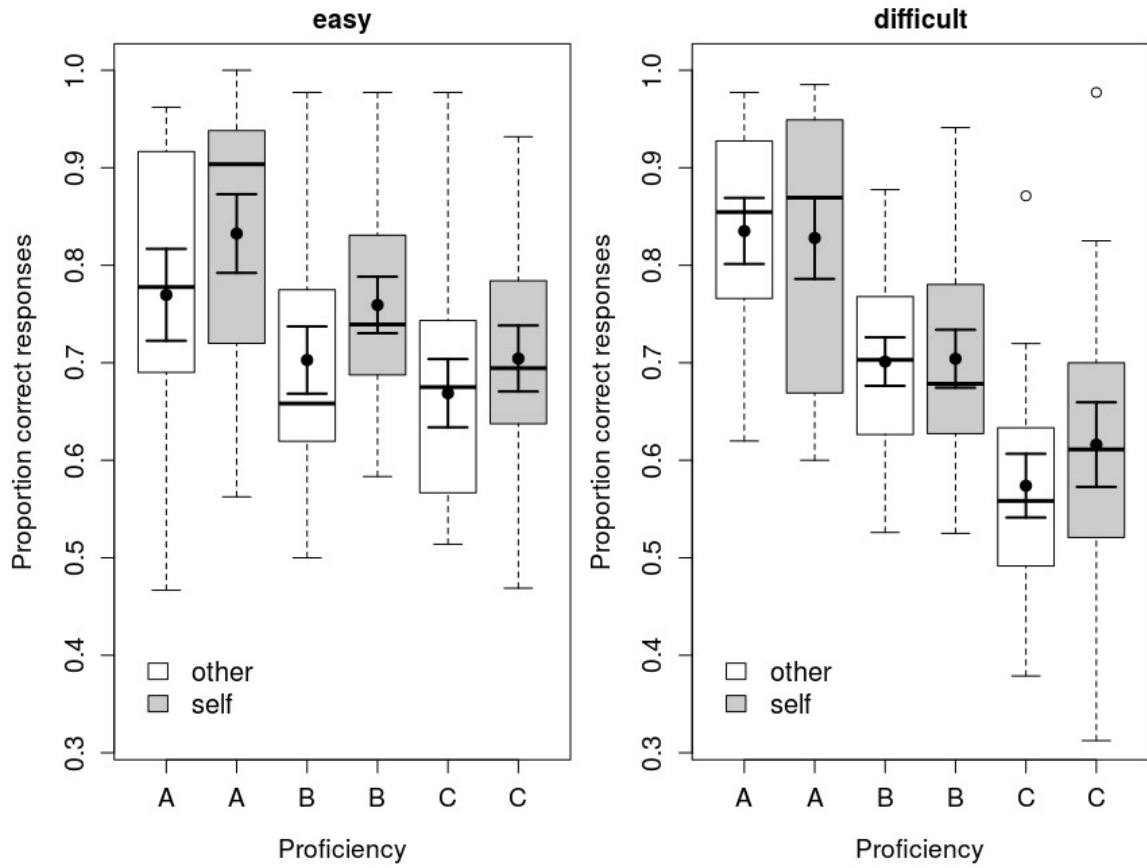 easy
Proportion correct responses
1.0
0.9
0.8
0.7
0.6
0.5
0.4
0.3
other
self
A A B B C C
Proficiency
difficult
Proportion correct responses
1.0
0.9
0.8
0.7
0.6
0.5
0.4
0.3
other
self
A A B B C C
Proficiency